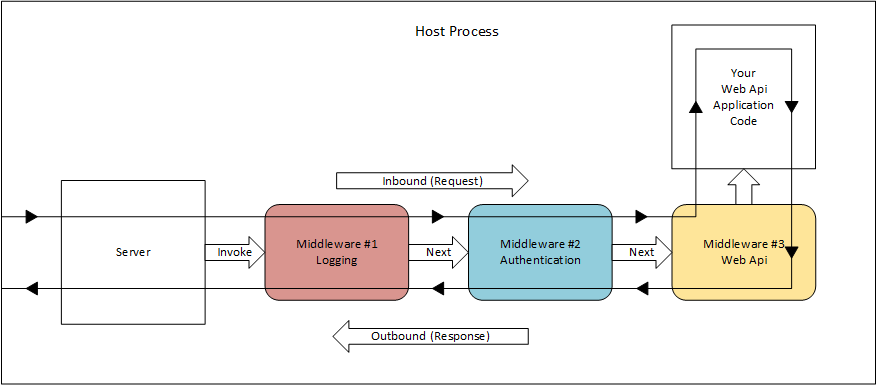 Host Process
Your
Web Api
Application
Code
Inbound (Request)
Server
Invoke
Middleware #1
Logging
Next
Middleware #2
Authentication
Next
Middleware #3
Web Api
Outbound (Response)